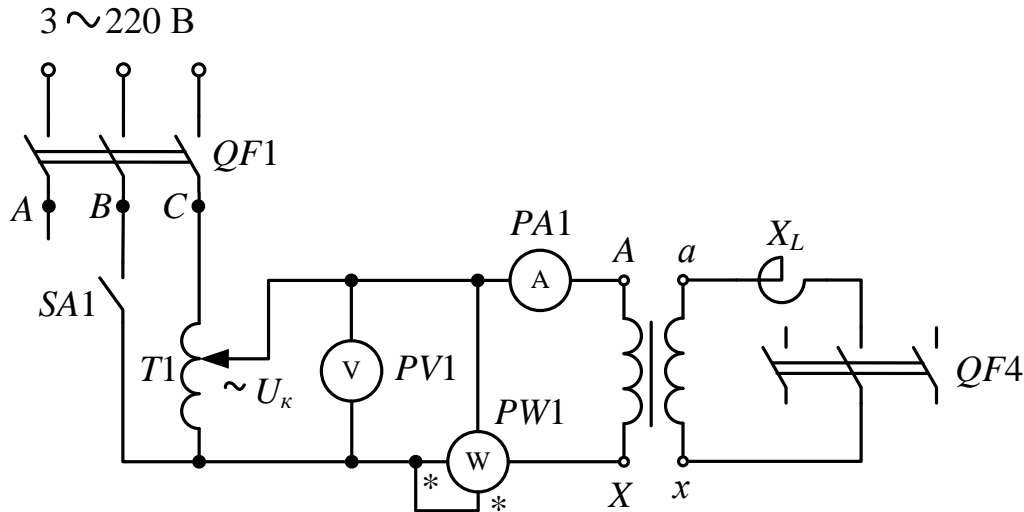 3 ~ 220 В
QF1
A B C
PA1
A
A
a
X_L
SA1
T1
V
PV1
QF4
~ U_к
PW1
W
*
*
X
x